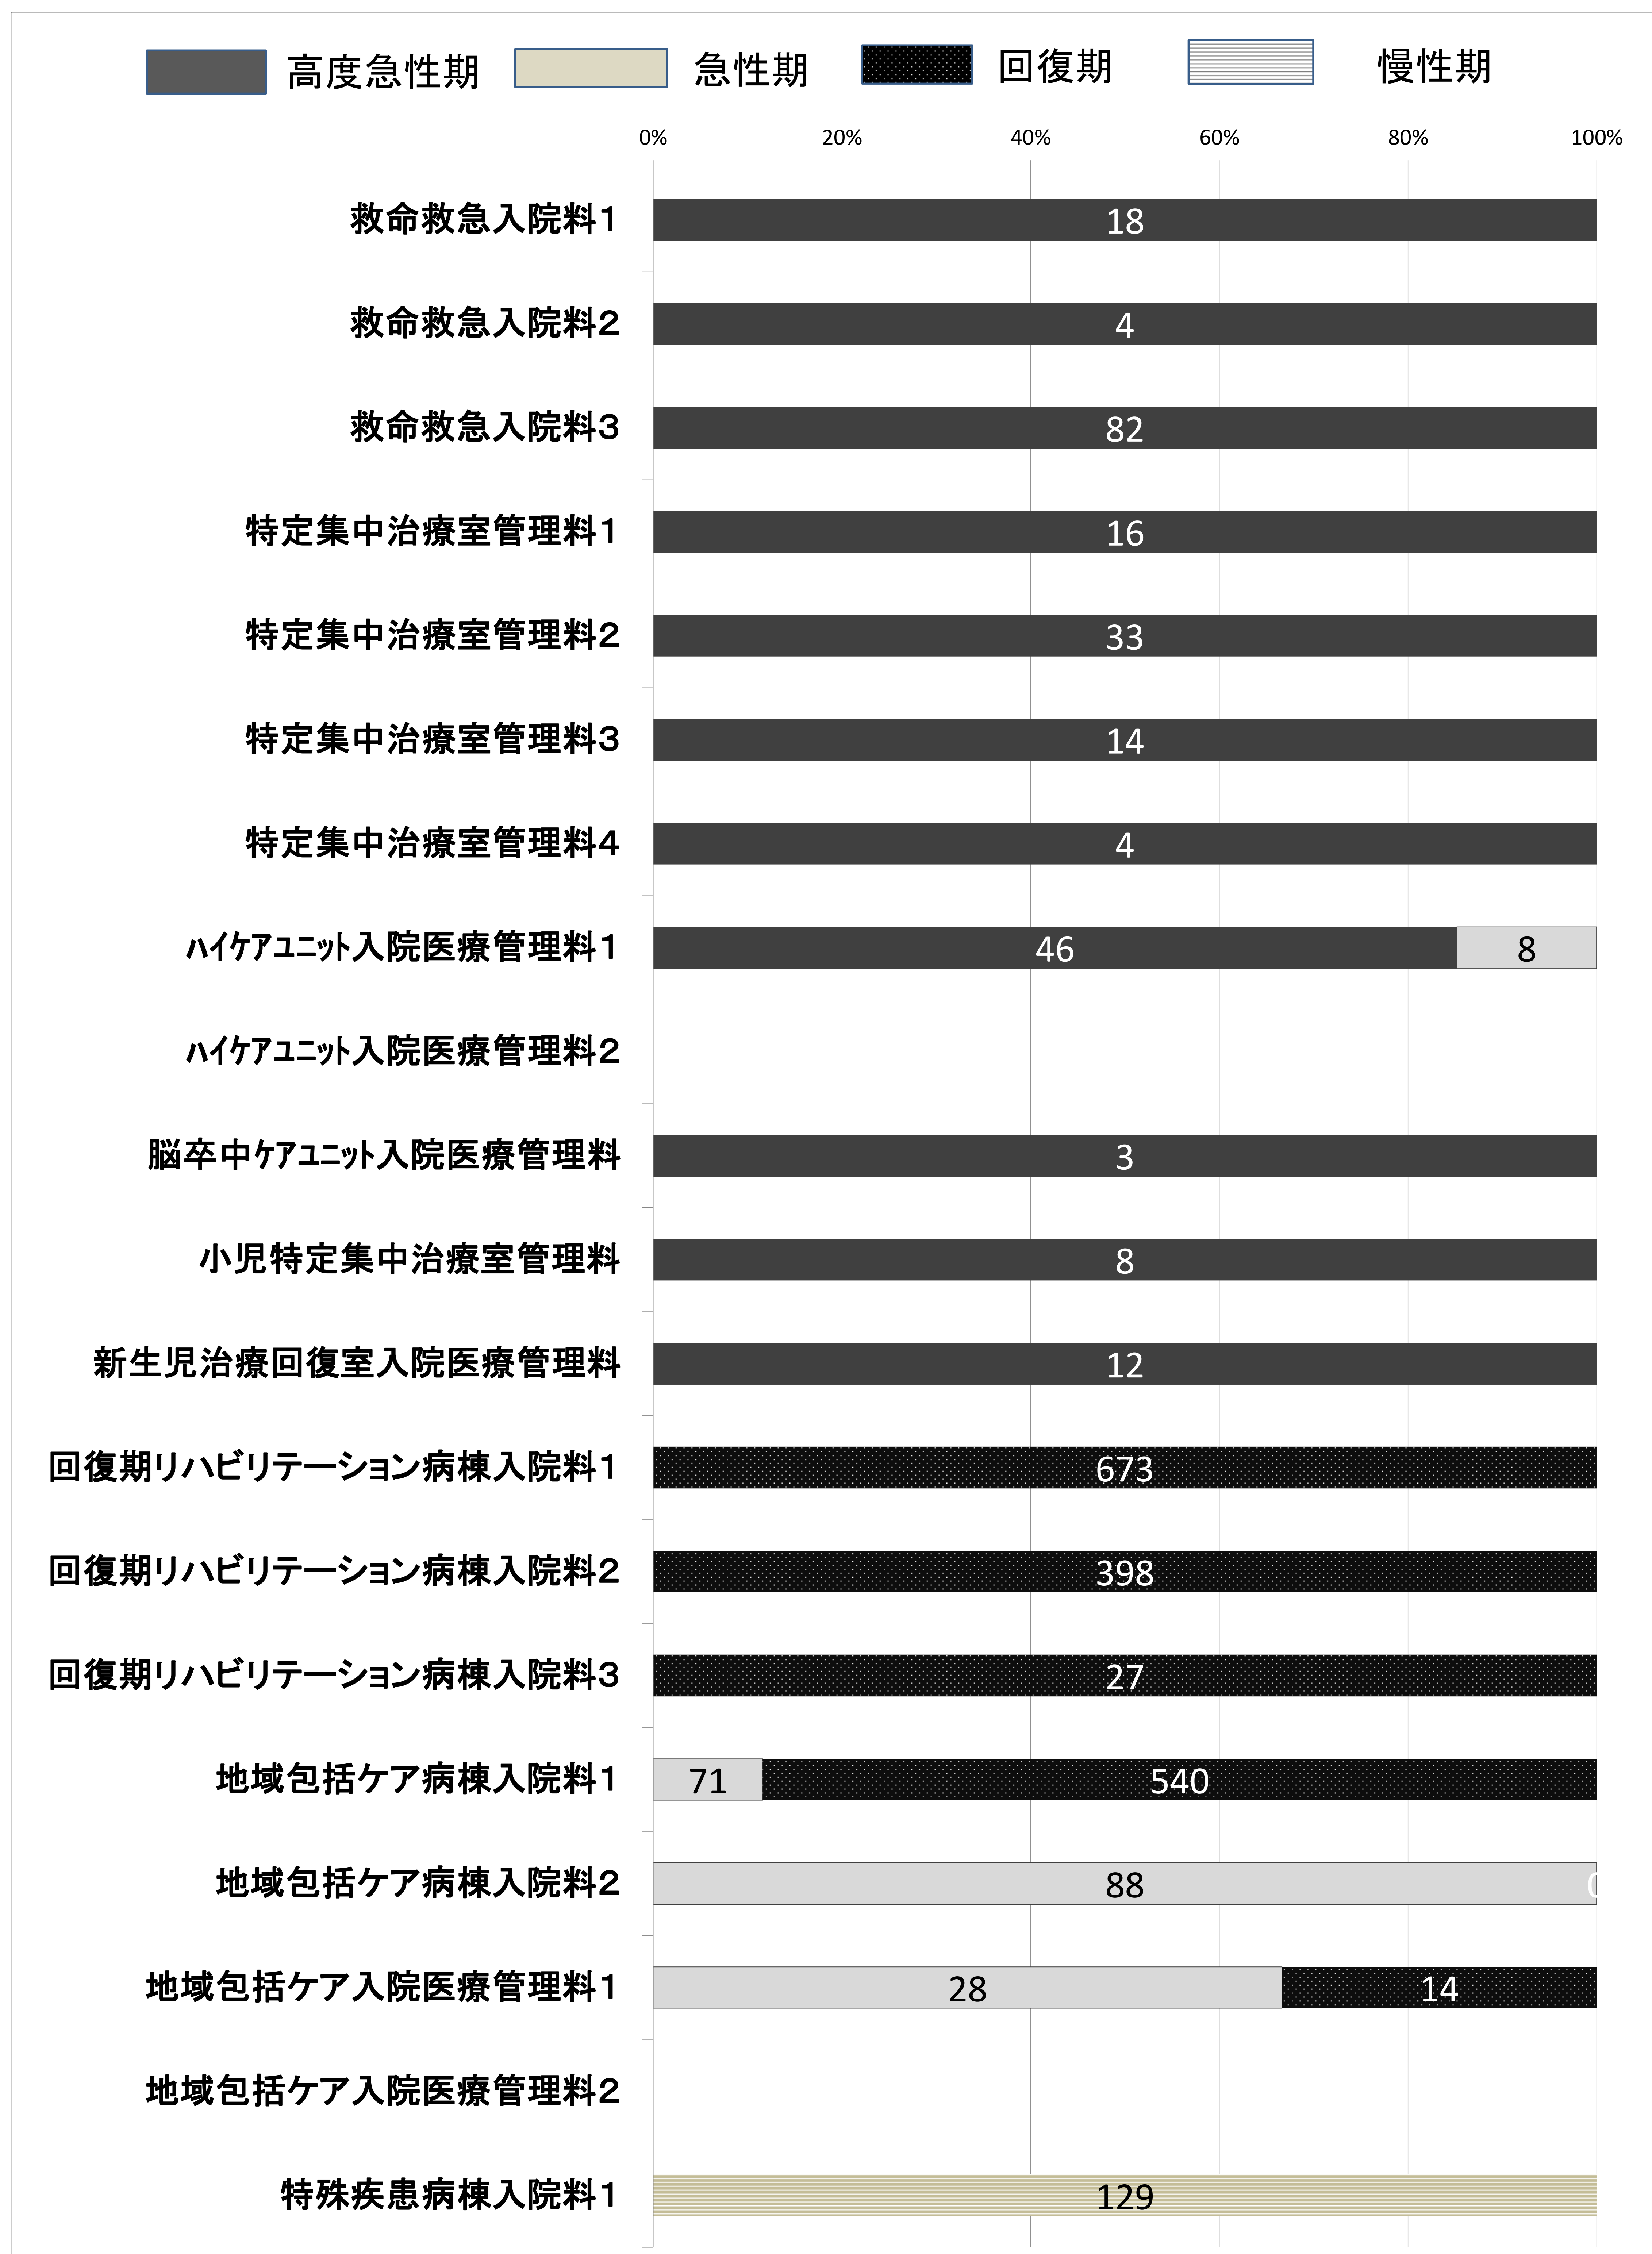 高度急性期 急性期 回復期 慢性期
0% 20% 40% 60% 80% 100%
救命救急入院料1 18
救命救急入院料2 4
救命救急入院料3 82
特定集中治療室管理料1 16
特定集中治療室管理料2 33
特定集中治療室管理料3 14
特定集中治療室管理料4 4
ﾊｲｹｱﾕﾆｯﾄ入院医療管理料1 46 8
ﾊｲｹｱﾕﾆｯﾄ入院医療管理料2
脳卒中ｹｱﾕﾆｯﾄ入院医療管理料 3
小児特定集中治療室管理料 8
新生児治療回復室入院医療管理料 12
回復期リハビリテーション病棟入院料1 673
回復期リハビリテーション病棟入院料2 398
回復期リハビリテーション病棟入院料3 27
地域包括ケア病棟入院料1 71 540
地域包括ケア病棟入院料2 88 0
地域包括ケア入院医療管理料1 28 14
地域包括ケア入院医療管理料2
特殊疾患病棟入院料1 129